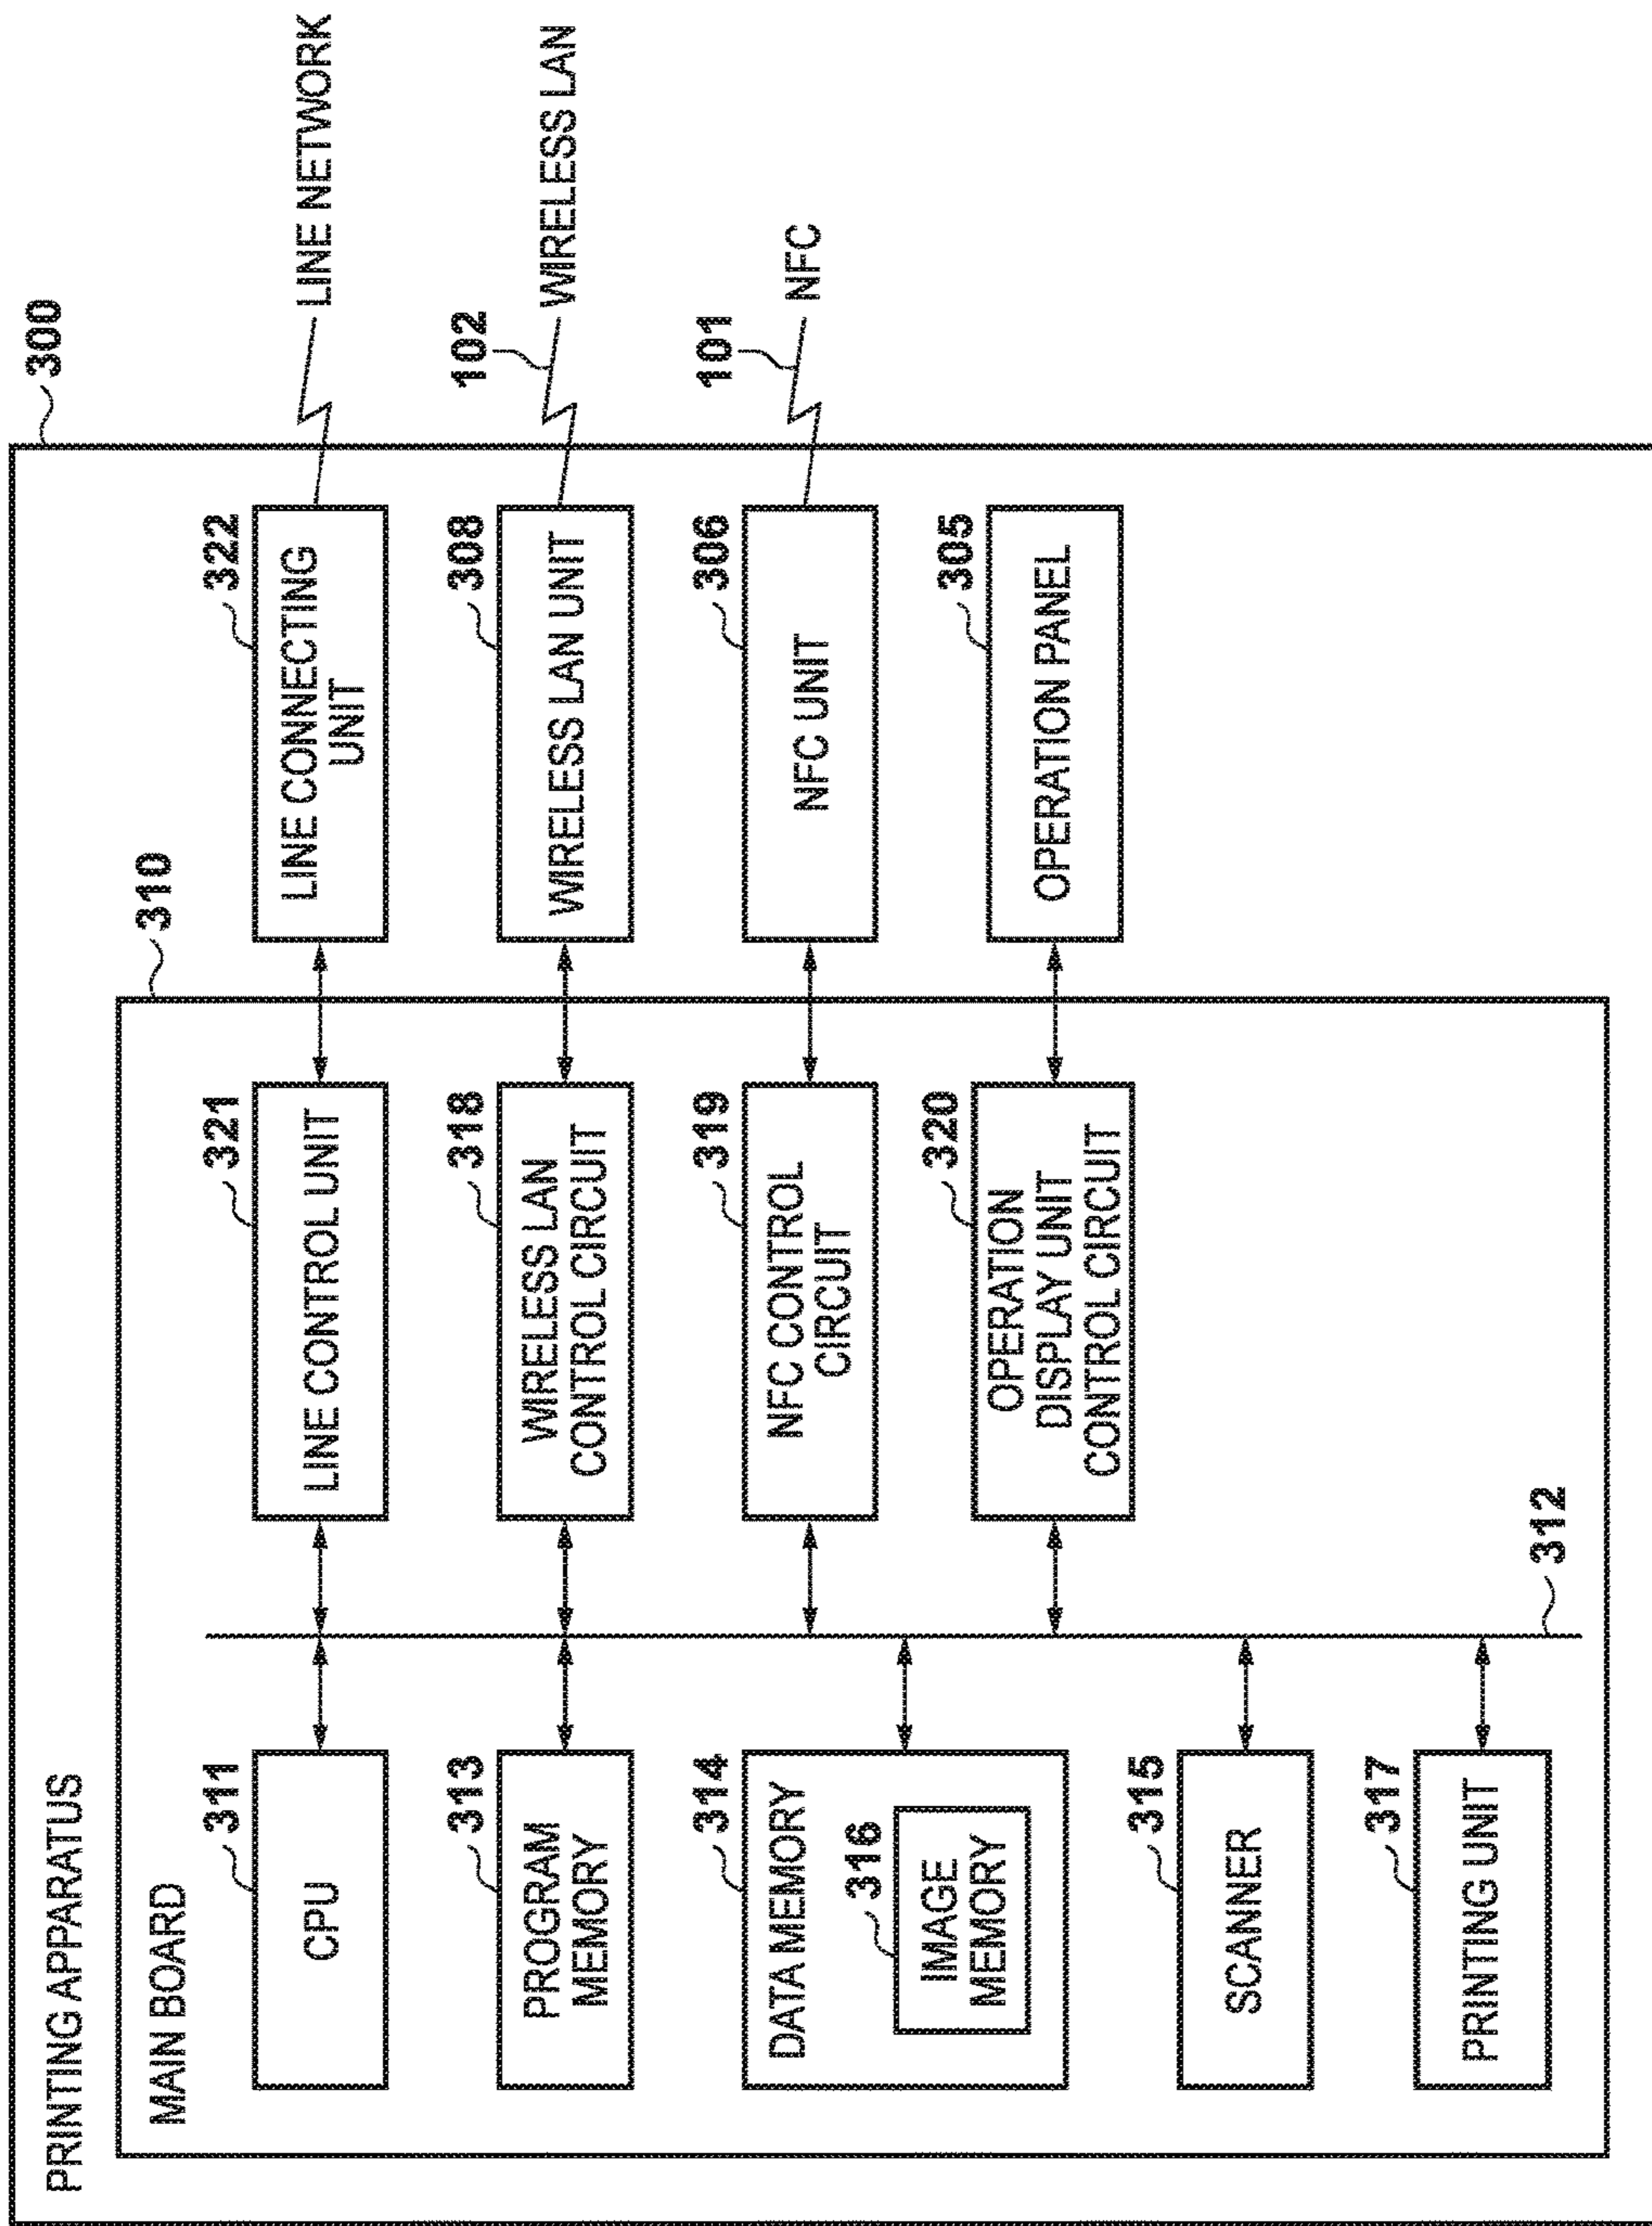 PRINTING APPARATUS
300
MAIN BOARD
310
311
CPU
321
LINE CONTROL UNIT
322
LINE CONNECTING
UNIT
LINE NETWORK
313
PROGRAM
MEMORY
318
WIRELESS LAN
CONTROL CIRCUIT
308
WIRELESS LAN UNIT
102
WIRELESS LAN
314
DATA MEMORY
316
IMAGE
MEMORY
319
NFC CONTROL
CIRCUIT
306
NFC UNIT
101
NFC
320
OPERATION
DISPLAY UNIT
CONTROL CIRCUIT
305
OPERATION PANEL
315
SCANNER
317
PRINTING UNIT
312